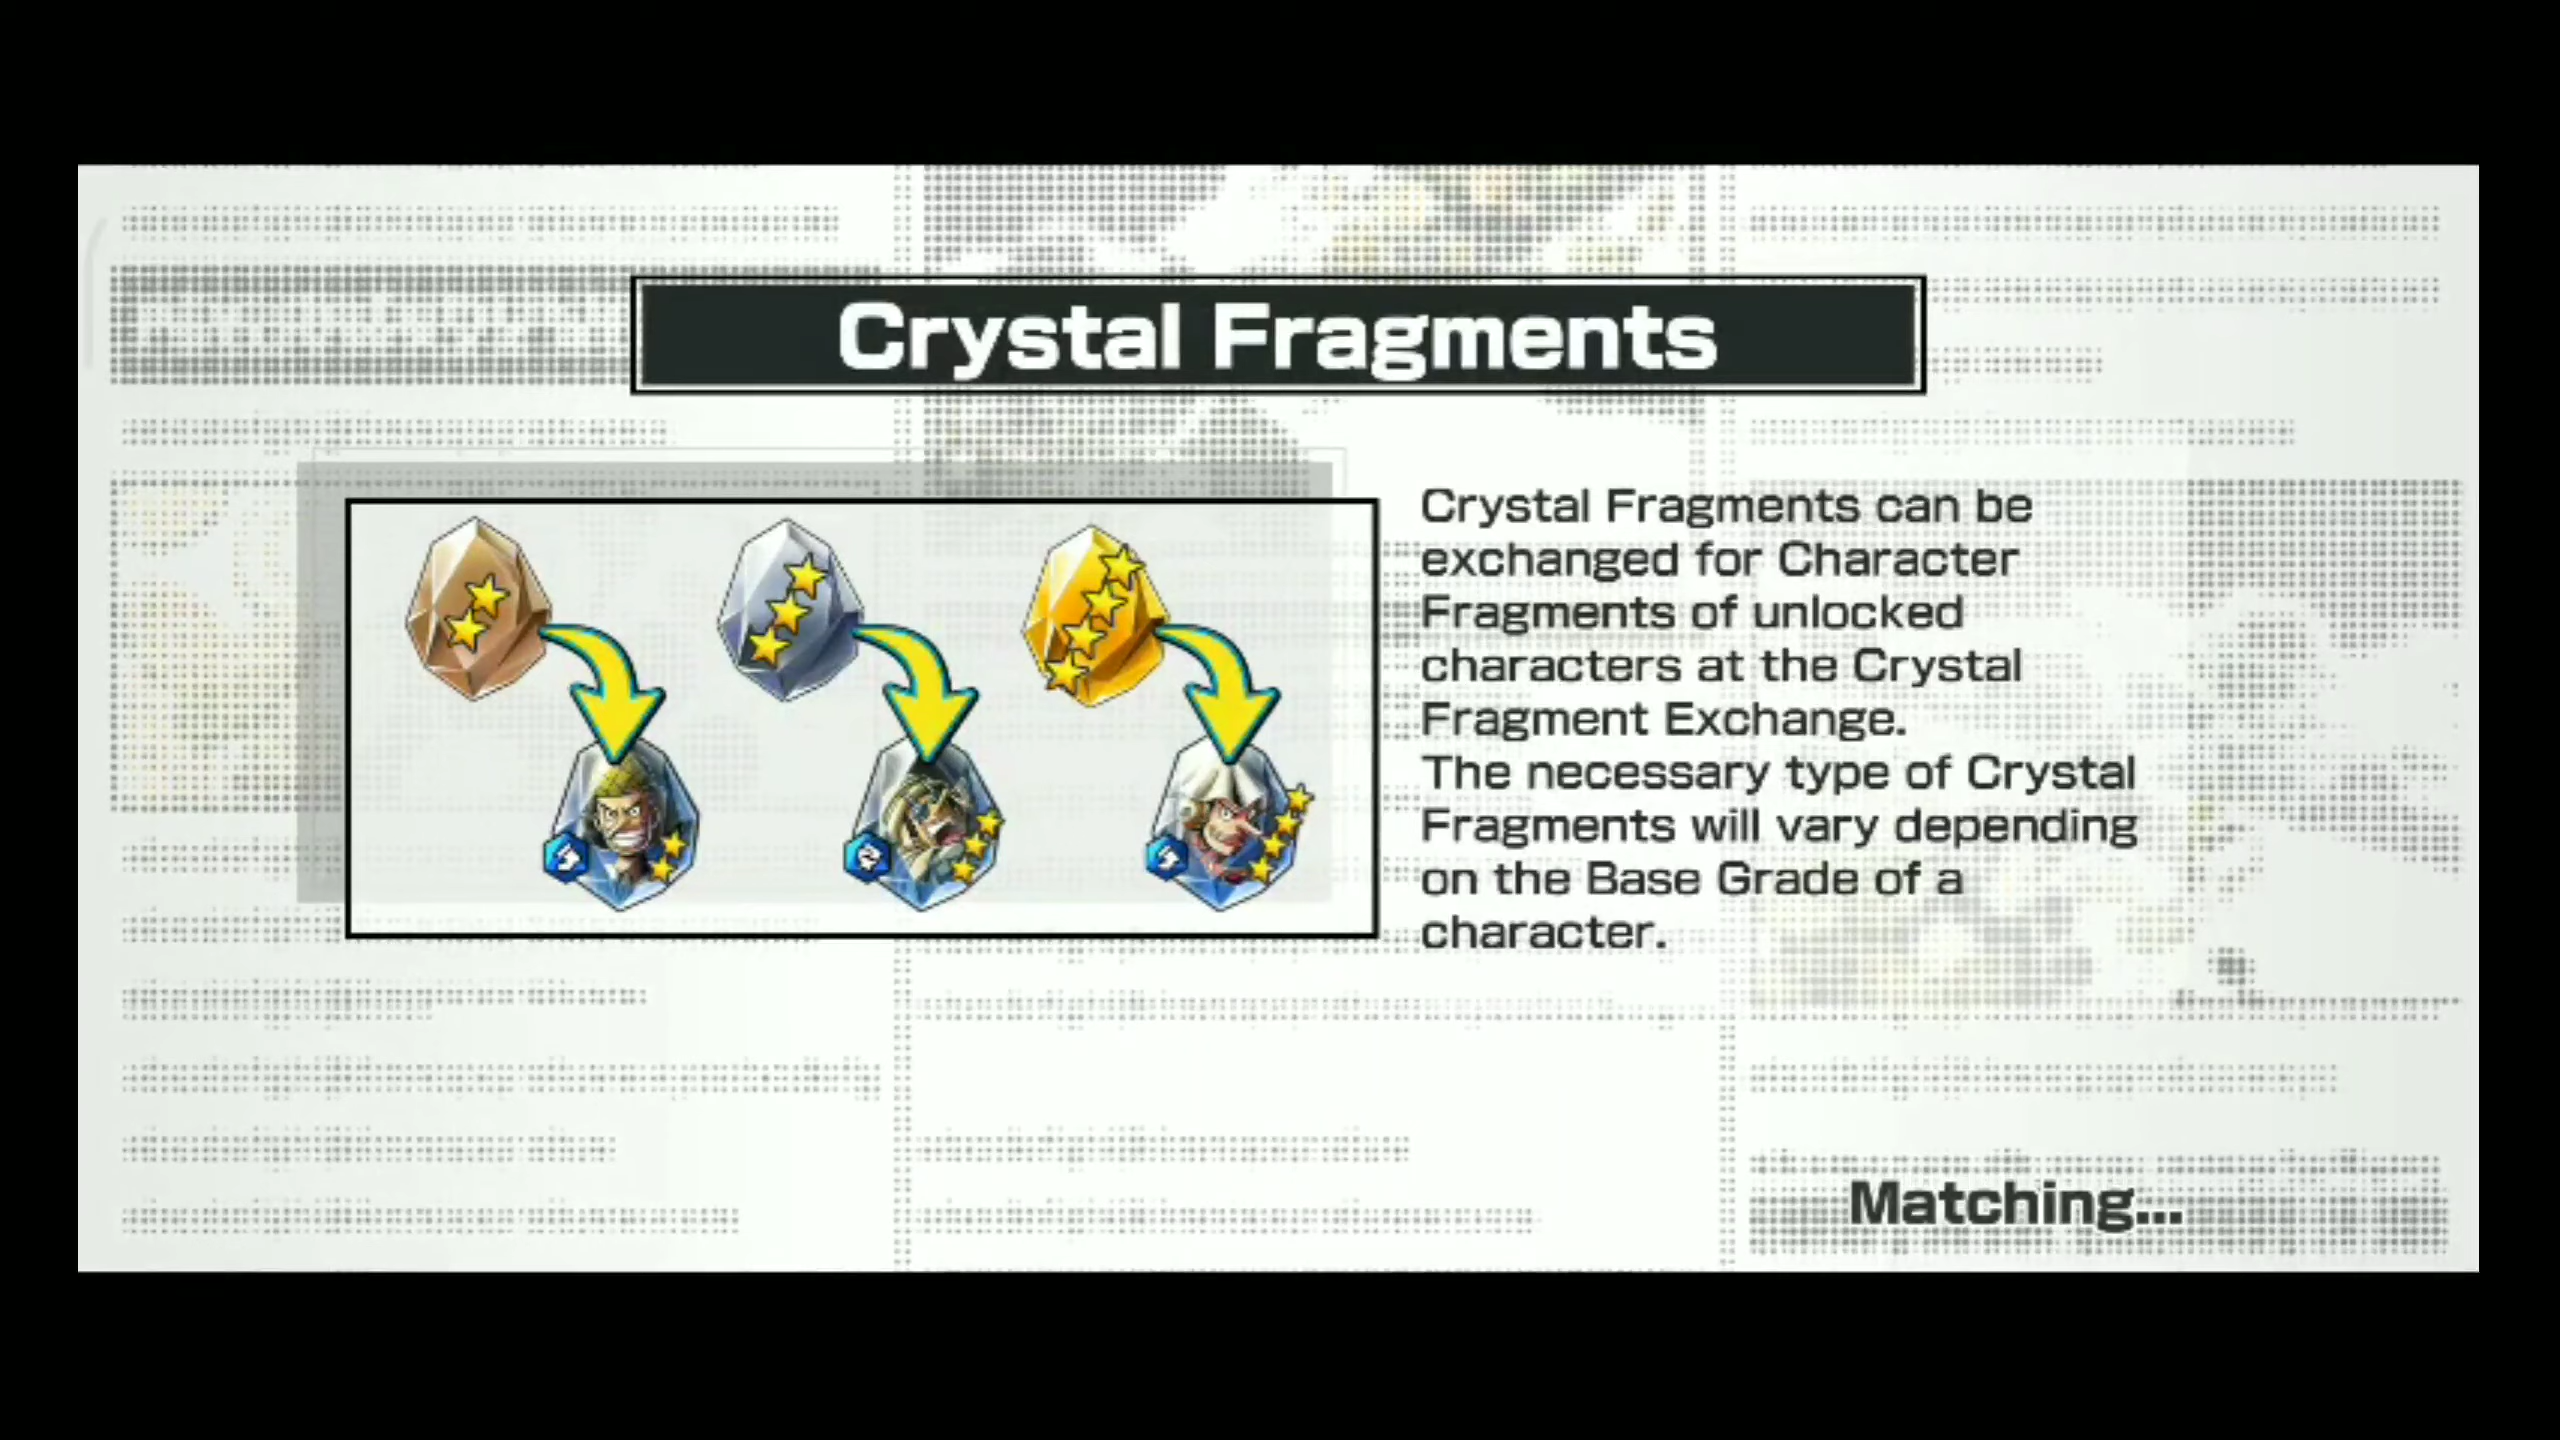 Crystal Fragments
Crystal Fragments can be
exchanged for Character
Fragments of unlocked
characters at the Crystal
Fragment Exchange.
The necessary type of Crystal
Fragments will vary depending
on the Base Grade of a
character.
Matching...